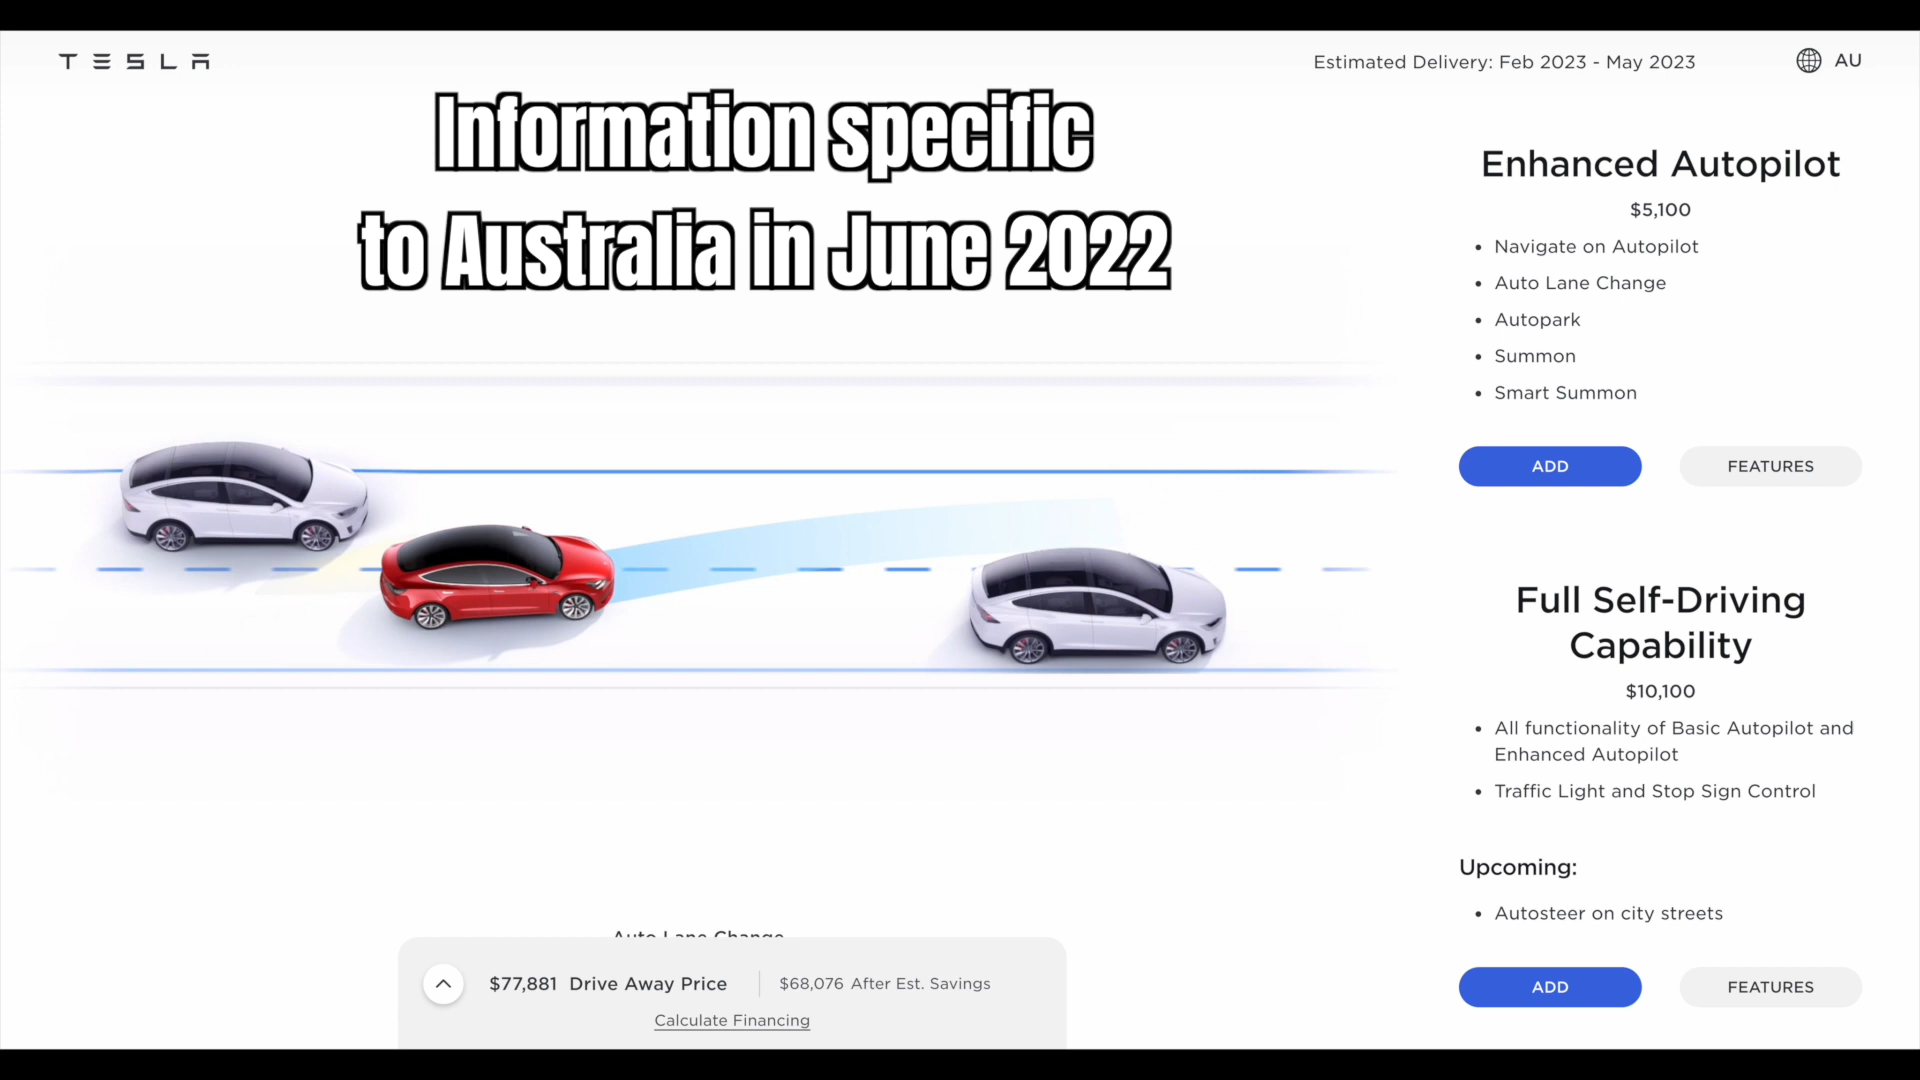 TESLA
Estimated Delivery: Feb 2023 - May 2023
AU
Information specific
to Australia in June 2022
Enhanced Autopilot
$5,100
• Navigate on Autopilot
• Auto Lane Change
• Autopark
• Summon
• Smart Summon
ADD
FEATURES
Full Self-Driving
Capability
$10,100
• All functionality of Basic Autopilot and
Enhanced Autopilot
• Traffic Light and Stop Sign Control
Upcoming:
• Autosteer on city streets
ADD
FEATURES
Auto Lane Change
$77,881 Drive Away Price
$68,076 After Est. Savings
Calculate Financing